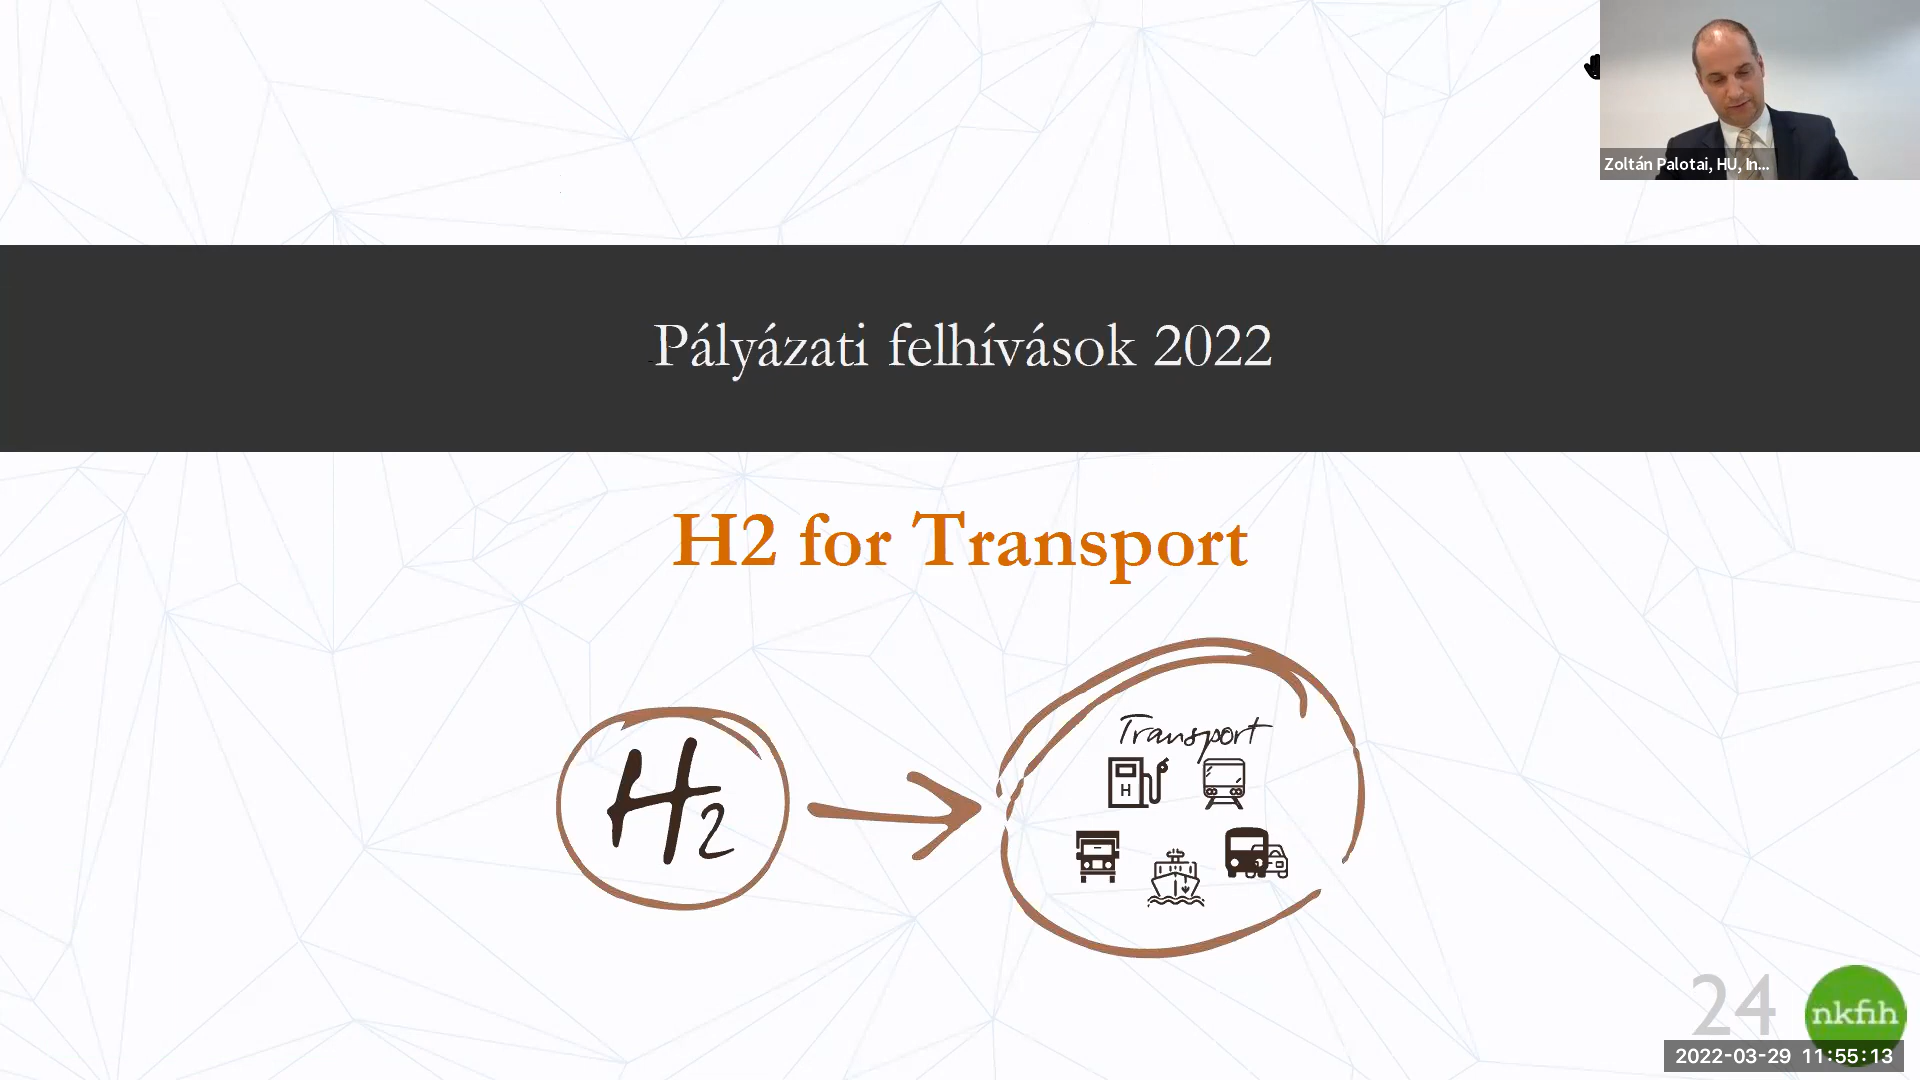 Zoltán Palotai, HU, In...
Pályázati felhívások 2022
H2 for Transport
H2
Transport
H
24
nkfih
2022-03-29 11:55:13